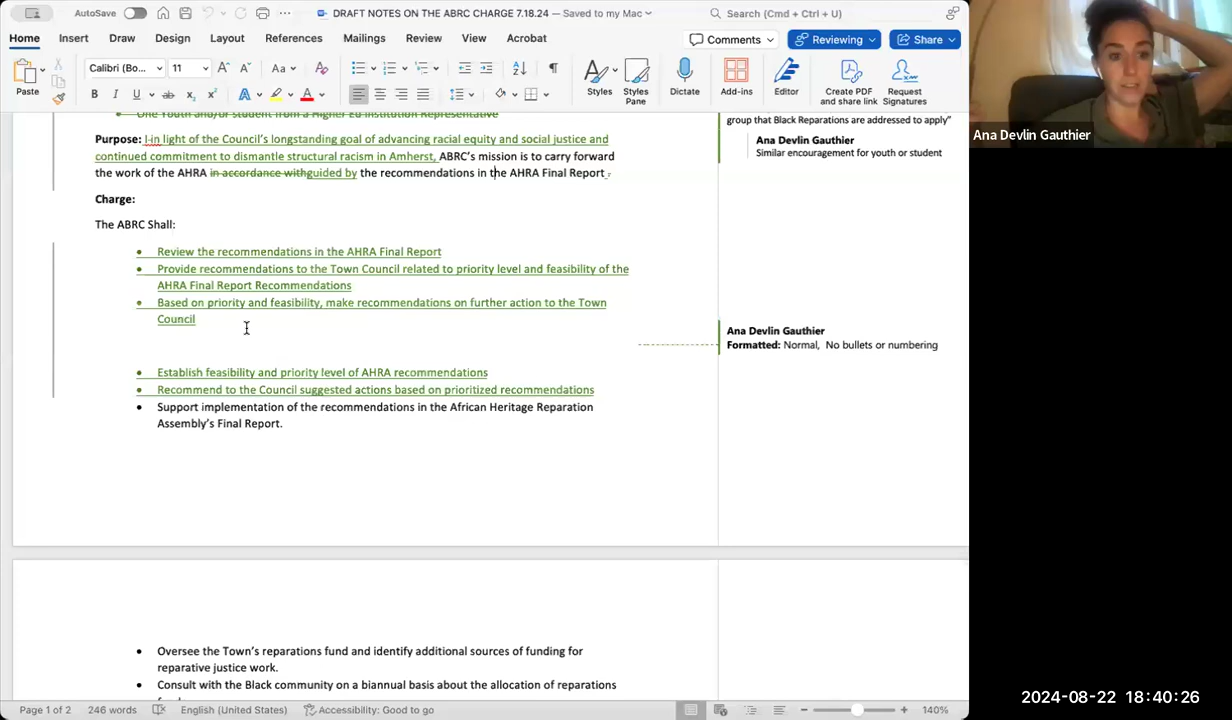 AutoSave
DRAFT NOTES ON THE ABRC CHARGE 7.18.24 — Saved to my Mac
Search (Cmd + Ctrl + U)
Home Insert Draw Design Layout References Mailings Review View Acrobat
Comments Reviewing Share
Paste
Calibri (Bo... 11
Styles
Styles Pane
Dictate
Add-ins
Editor
Create PDF and share link
Request Signatures
One Youth and/or student from a Higher Ed Institution Representative
Purpose: I-in light of the Council's longstanding goal of advancing racial equity and social justice and
continued commitment to dismantle structural racism in Amherst, ABRC's mission is to carry forward
the work of the AHRA in accordance withguided by the recommendations in the AHRA Final Report .
Charge:
The ABRC Shall:
• Review the recommendations in the AHRA Final Report
• Provide recommendations to the Town Council related to priority level and feasibility of the
AHRA Final Report Recommendations
• Based on priority and feasibility, make recommendations on further action to the Town
Council
• Establish feasibility and priority level of AHRA recommendations
• Recommend to the Council suggested actions based on prioritized recommendations
• Support implementation of the recommendations in the African Heritage Reparation
Assembly's Final Report.
• Oversee the Town's reparations fund and identify additional sources of funding for
reparative justice work.
• Consult with the Black community on a biannual basis about the allocation of reparations
group that Black Reparations are addressed to apply"
Ana Devlin Gauthier
Similar encouragement for youth or student
Ana Devlin Gauthier
Formatted: Normal, No bullets or numbering
Page 1 of 2 246 words English (United States) Accessibility: Good to go 140%
Ana Devlin Gauthier
2024-08-22 18:40:26